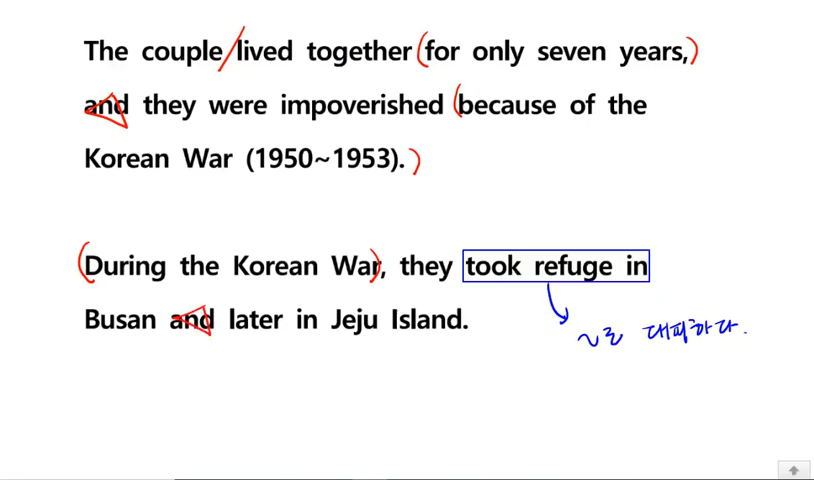 The couple lived together for only seven years,
and they were impoverished because of the
Korean War (1950~1953).
During the Korean War, they took refuge in
Busan and later in Jeju Island.
~로 대피하다.